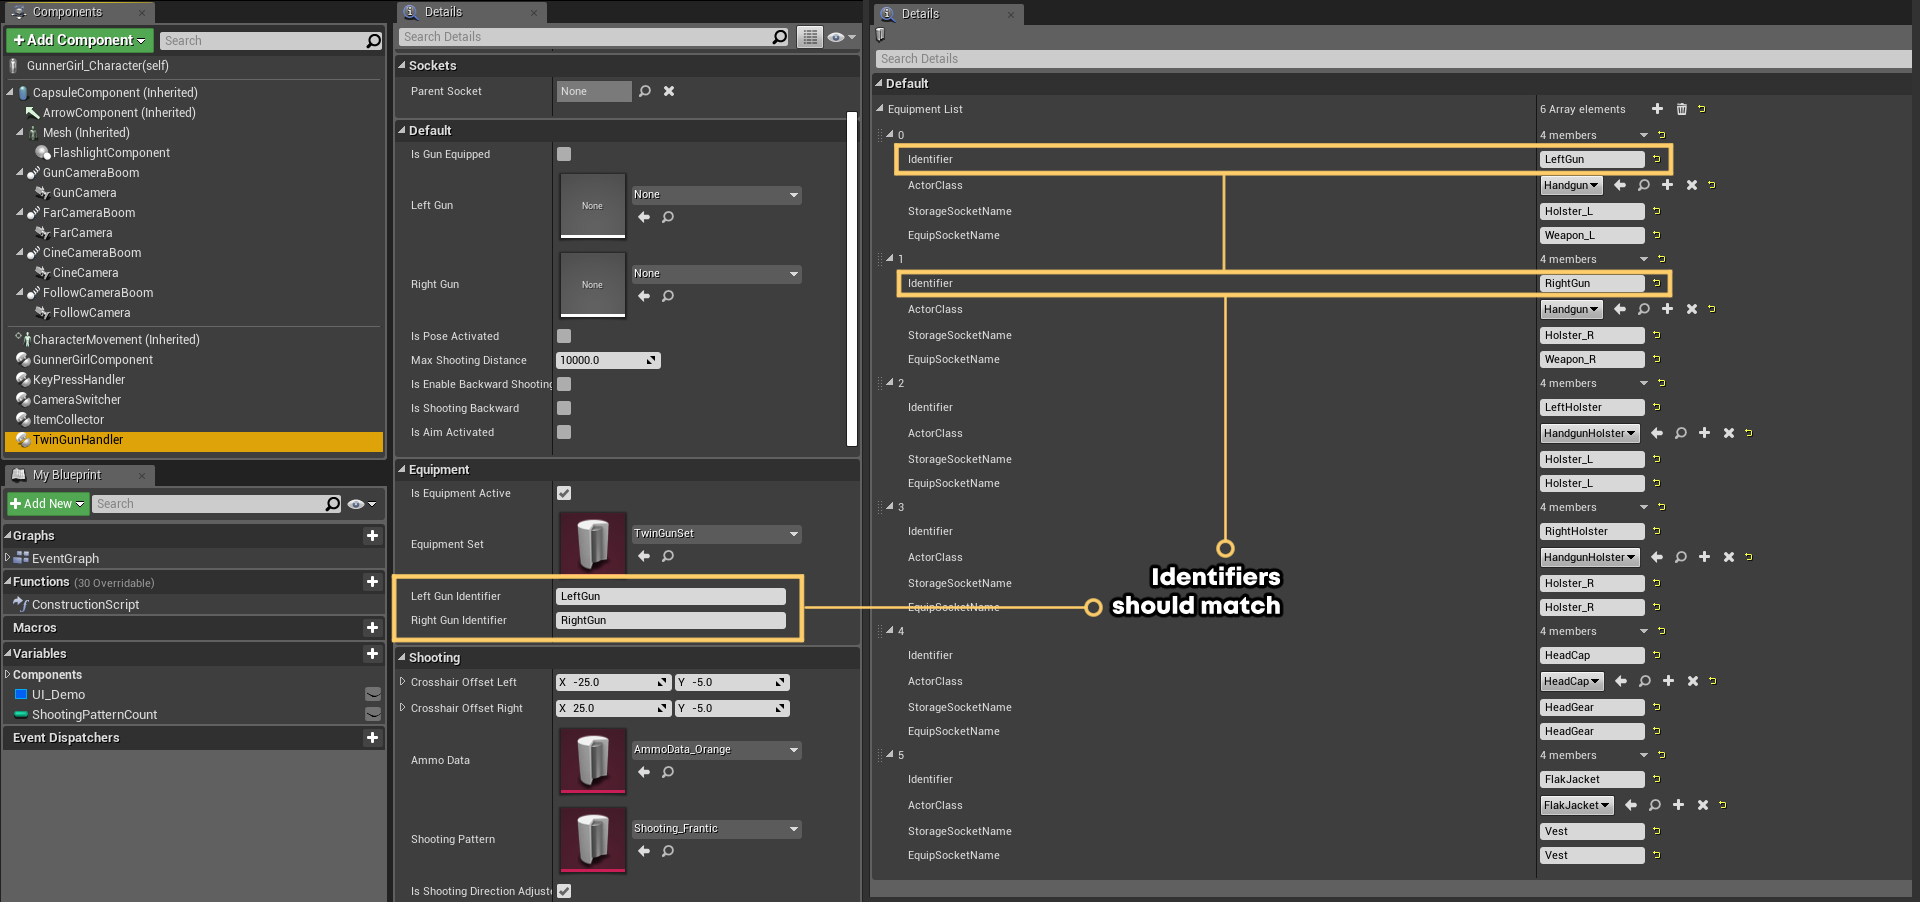 Components
Add Component
Search
GunnerGirl_Character(self)
CapsuleComponent (Inherited)
ArrowComponent (Inherited)
Mesh (Inherited)
FlashlightComponent
GunCameraBoom
GunCamera
FarCameraBoom
FarCamera
CineCameraBoom
CineCamera
FollowCameraBoom
FollowCamera
CharacterMovement (Inherited)
GunnerGirlComponent
KeyPressHandler
CameraSwitcher
ItemCollector
TwinGunHandler
My Blueprint
Add New
Search
Graphs
EventGraph
Functions (30 Overridable)
ConstructionScript
Macros
Variables
Components
UI_Demo
ShootingPatternCount
Event Dispatchers
Details
Search Details
Sockets
Parent Socket None
Default
Is Gun Equipped
Left Gun None None
Right Gun None None
Is Pose Activated
Max Shooting Distance 10000.0
Is Enable Backward Shooting
Is Shooting Backward
Is Aim Activated
Equipment
Is Equipment Active
Equipment Set TwinGunSet
Left Gun Identifier LeftGun
Right Gun Identifier RightGun
Shooting
Crosshair Offset Left X -25.0 Y -5.0
Crosshair Offset Right X 25.0 Y -5.0
Ammo Data AmmoData_Orange
Shooting Pattern Shooting_Frantic
Is Shooting Direction Adjuste
Details
Search Details
Default
Equipment List 6 Array elements
0 4 members
Identifier LeftGun
ActorClass Handgun
StorageSocketName Holster_L
EquipSocketName Weapon_L
1 4 members
Identifier RightGun
ActorClass Handgun
StorageSocketName Holster_R
EquipSocketName Weapon_R
2 4 members
Identifier LeftHolster
ActorClass HandgunHolster
StorageSocketName Holster_L
EquipSocketName Holster_L
3 4 members
Identifier RightHolster
ActorClass HandgunHolster
StorageSocketName Holster_R
EquipSocketName Holster_R
4 4 members
Identifier HeadCap
ActorClass HeadCap
StorageSocketName HeadGear
EquipSocketName HeadGear
5 4 members
Identifier FlakJacket
ActorClass FlakJacket
StorageSocketName Vest
EquipSocketName Vest
Identifiers
should match